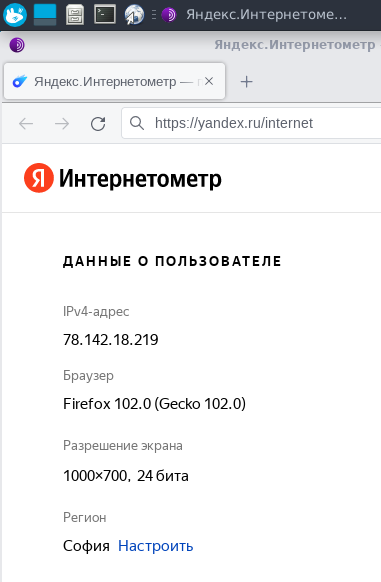 Яндекс.Интернетоме...
Яндекс.Интернетометр
Яндекс.Интернетометр —
https://yandex.ru/internet
Я Интернетометр
ДАННЫЕ О ПОЛЬЗОВАТЕЛЕ
IPv4-адрес
78.142.18.219
Браузер
Firefox 102.0 (Gecko 102.0)
Разрешение экрана
1000×700, 24 бита
Регион
София Настроить